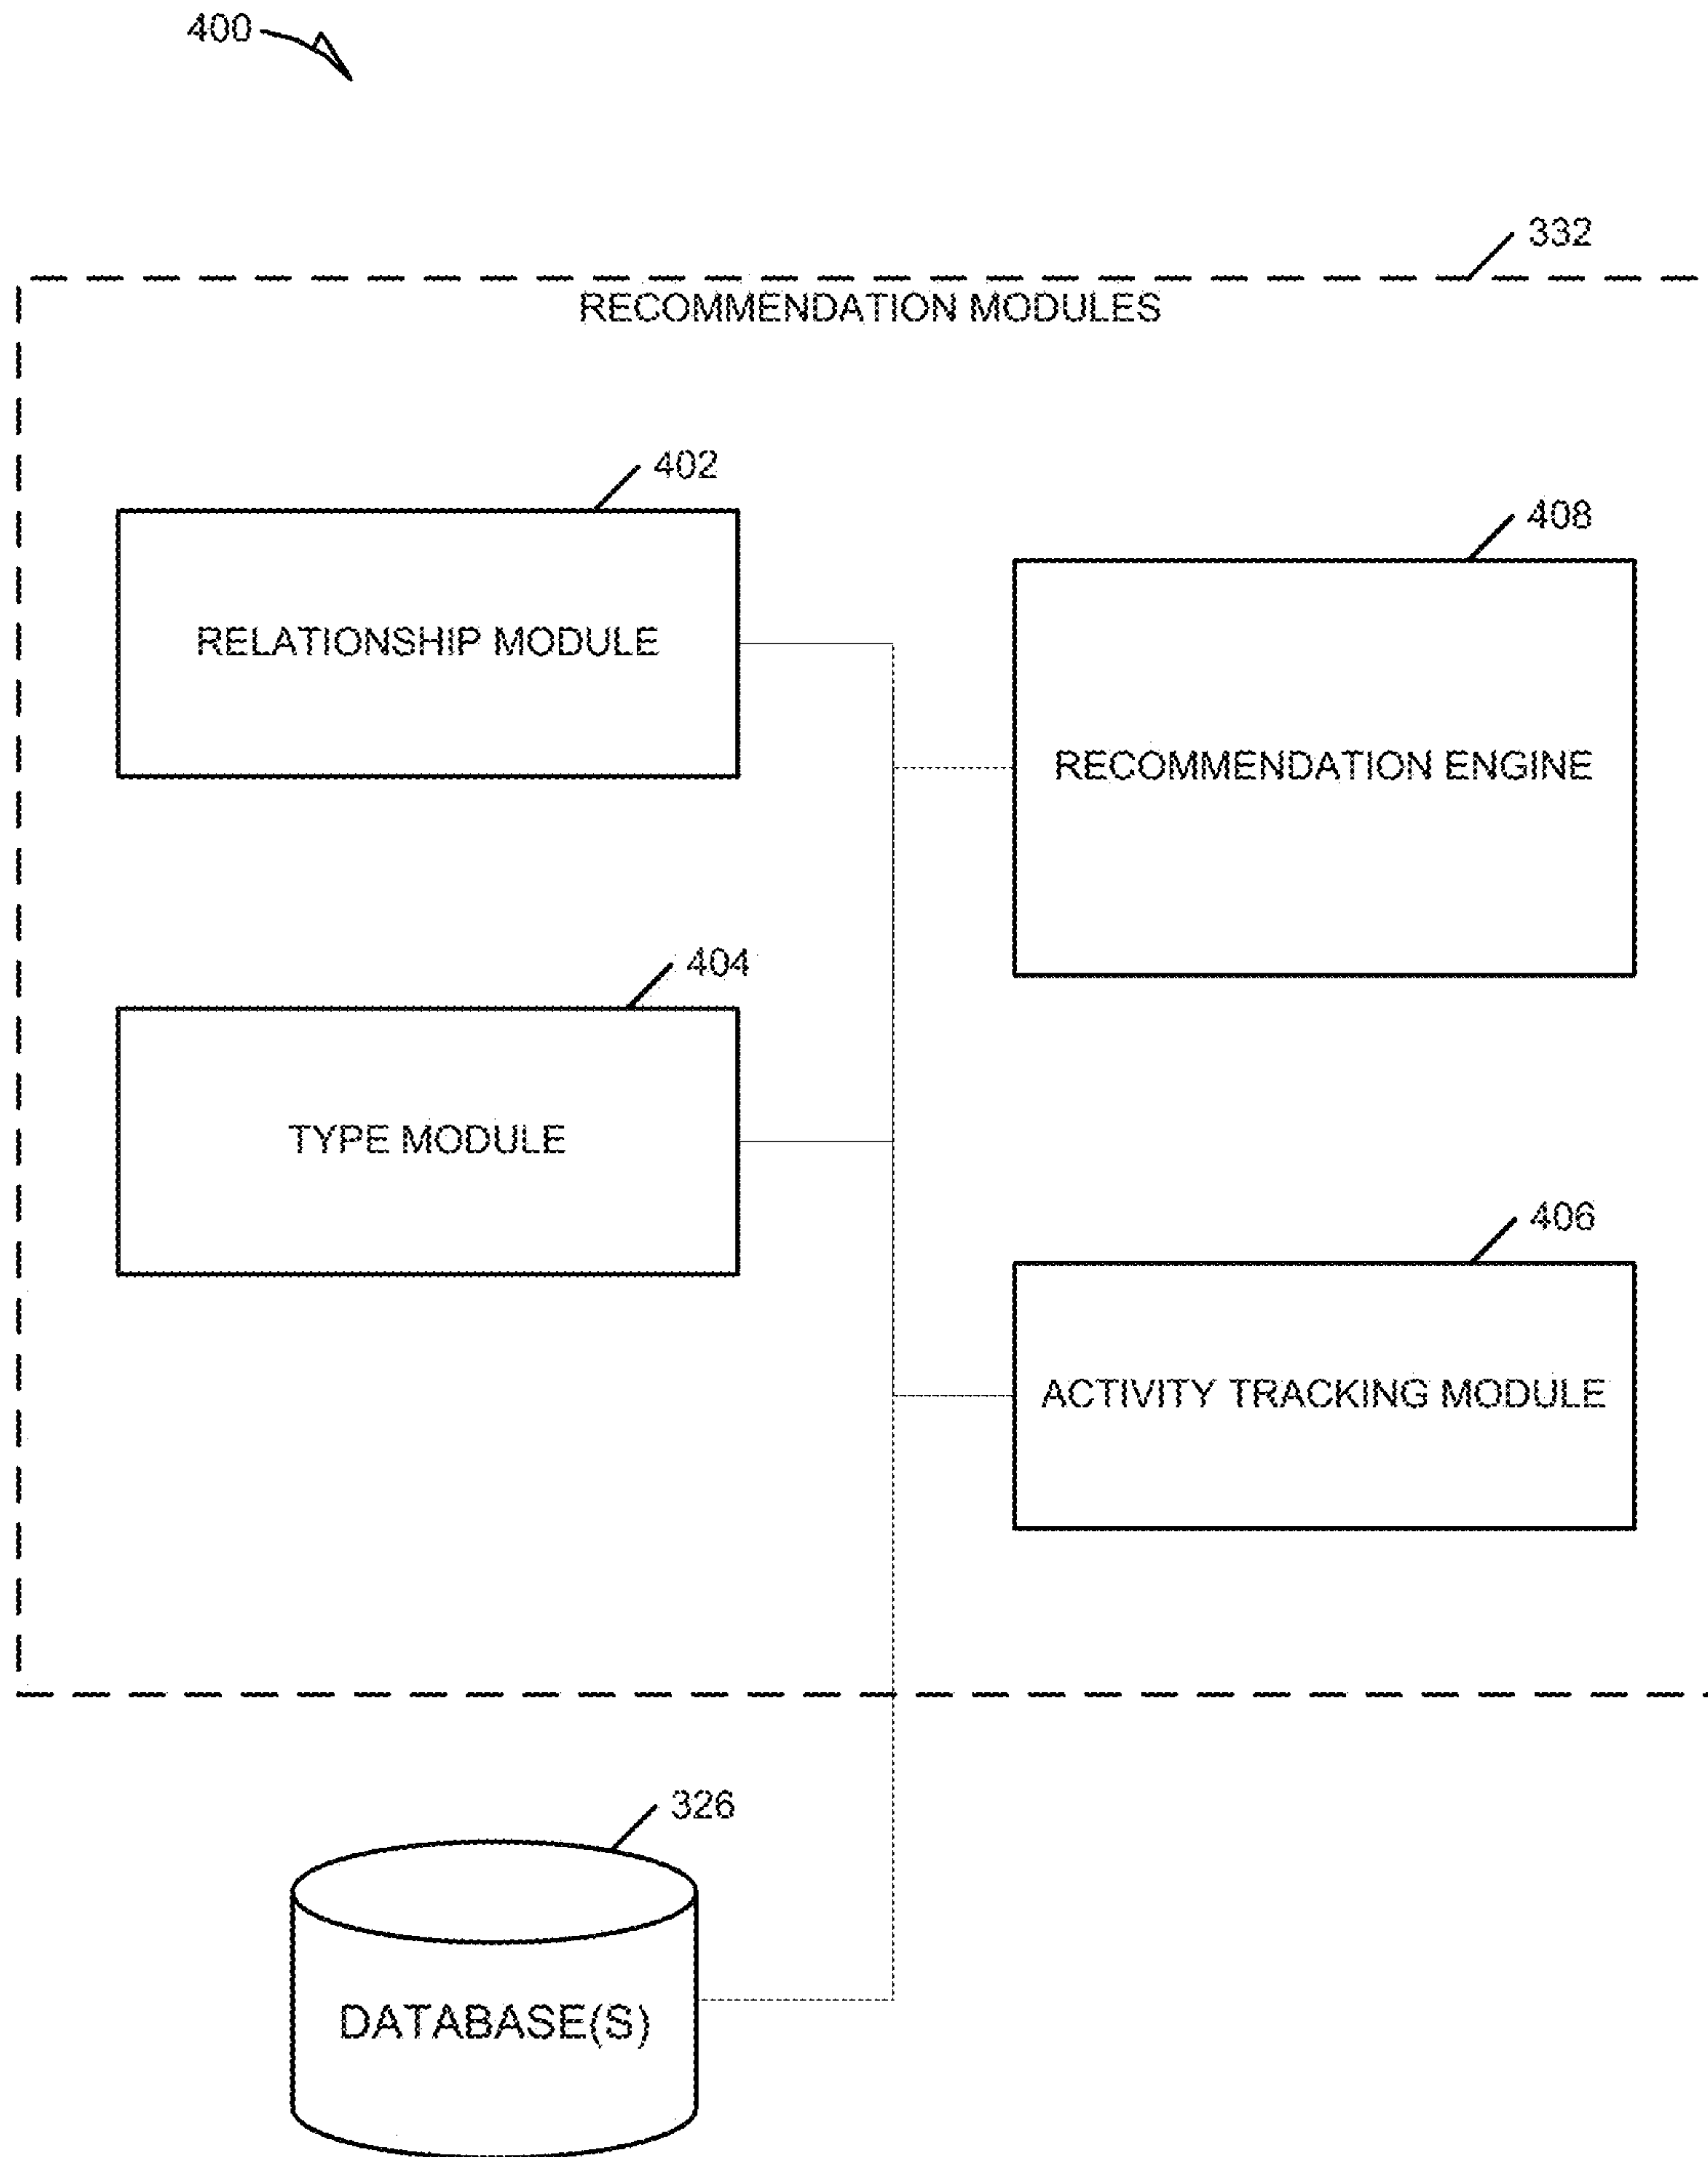 400
332
RECOMMENDATION MODULES
402
RELATIONSHIP MODULE
408
RECOMMENDATION ENGINE
404
TYPE MODULE
406
ACTIVITY TRACKING MODULE
326
DATABASE(S)